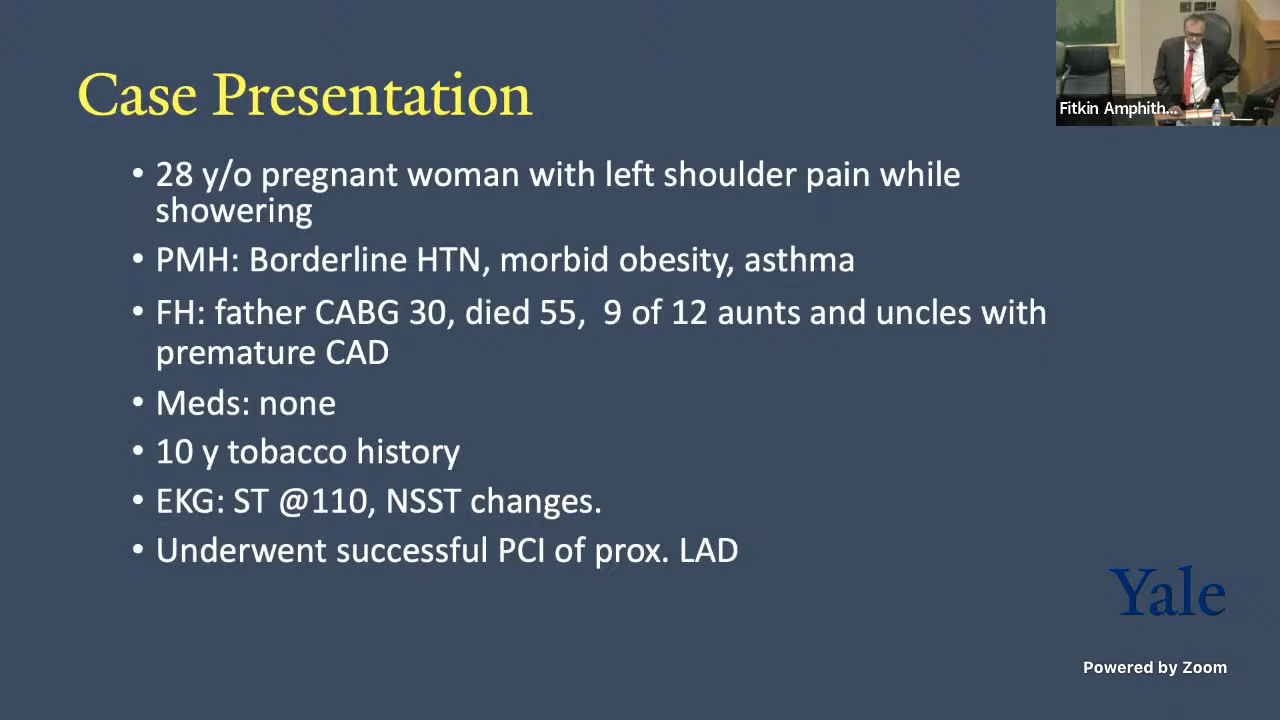 Case Presentation
Fitkin Amphith...
• 28 y/o pregnant woman with left shoulder pain while
showering
• PMH: Borderline HTN, morbid obesity, asthma
• FH: father CABG 30, died 55,  9 of 12 aunts and uncles with
premature CAD
• Meds: none
• 10 y tobacco history
• EKG: ST @110, NSST changes.
• Underwent successful PCI of prox. LAD
Yale
Powered by Zoom